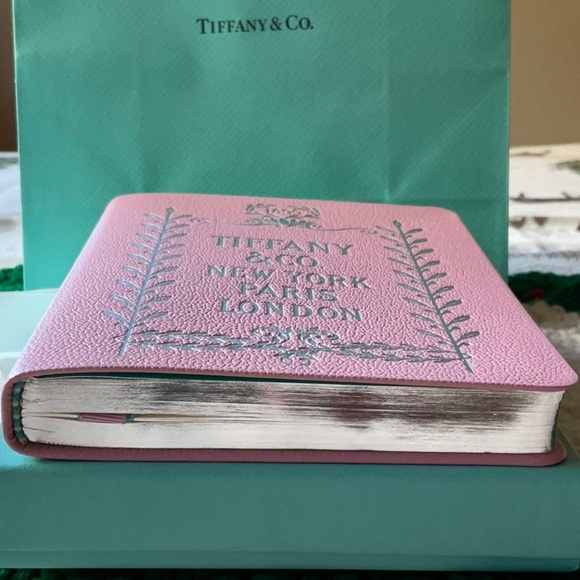 TIFFANY & CO.
TIFFANY
& CO.
NEW YORK
PARIS
LONDON